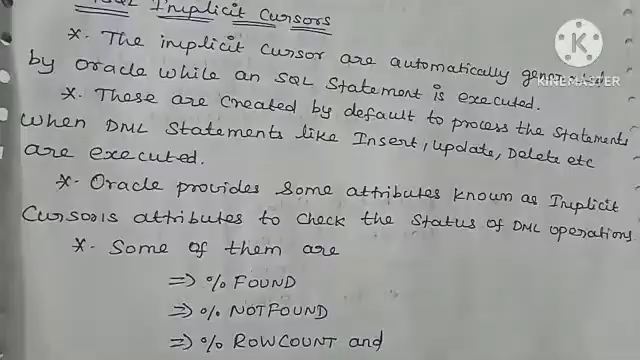 SQL Implicit Cursors
*. The implicit Cursor are automatically generated
by Oracle while an SQL Statement is executed.
*. These are created by default to process the Statements
When DML Statements like Insert, update, Delete etc
are executed.
*. Oracle provides some attributes known as Implicit
Cursors attributes to check the Status of DML operations
*. Some of them are
=> % FOUND
=> % NOTFOUND
=> % ROWCOUNT and
KINEMASTER